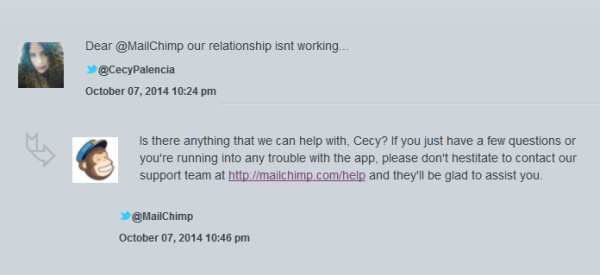 Dear @MailChimp our relationship isnt working...
@CecyPalencia
October 07, 2014 10:24 pm
Is there anything that we can help with, Cecy? If you just have a few questions or
you're running into any trouble with the app, please don't hestitate to contact our
support team at http://mailchimp.com/help and they'll be glad to assist you.
@MailChimp
October 07, 2014 10:46 pm